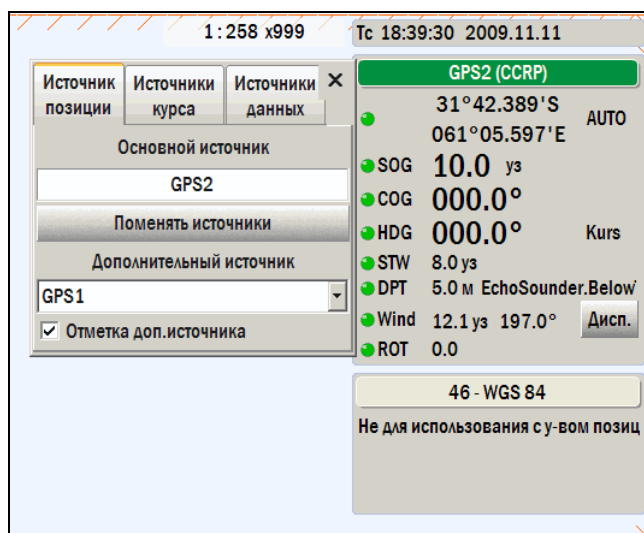 1:258 x999
Тс 18:39:30 2009.11.11
Источник позиции
Источники курса
Источники данных
×
Основной источник
GPS2
Поменять источники
Дополнительный источник
GPS1
Отметка доп.источника
GPS2 (CCRP)
31°42.389'S
061°05.597'E
AUTO
SOG 10.0 уз
COG 000.0°
HDG 000.0° Kurs
STW 8.0 уз
DPT 5.0 м EchoSounder.Below
Wind 12.1 уз 197.0° Дисп.
ROT 0.0
46 - WGS 84
Не для использования с у-вом позиц